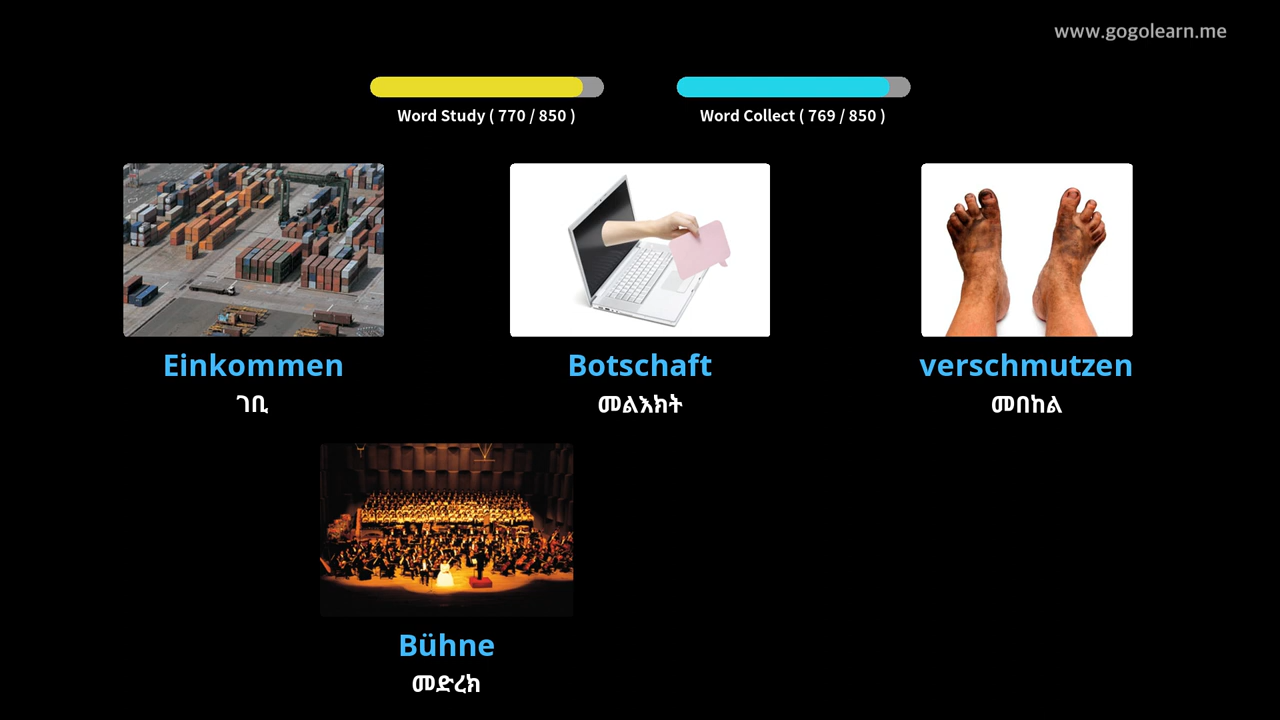 www.gogolearn.me
Word Study ( 770 / 850 )
Word Collect ( 769 / 850 )
Einkommen
ገቢ
Botschaft
መልእክት
verschmutzen
መበከል
Bühne
መድረክ